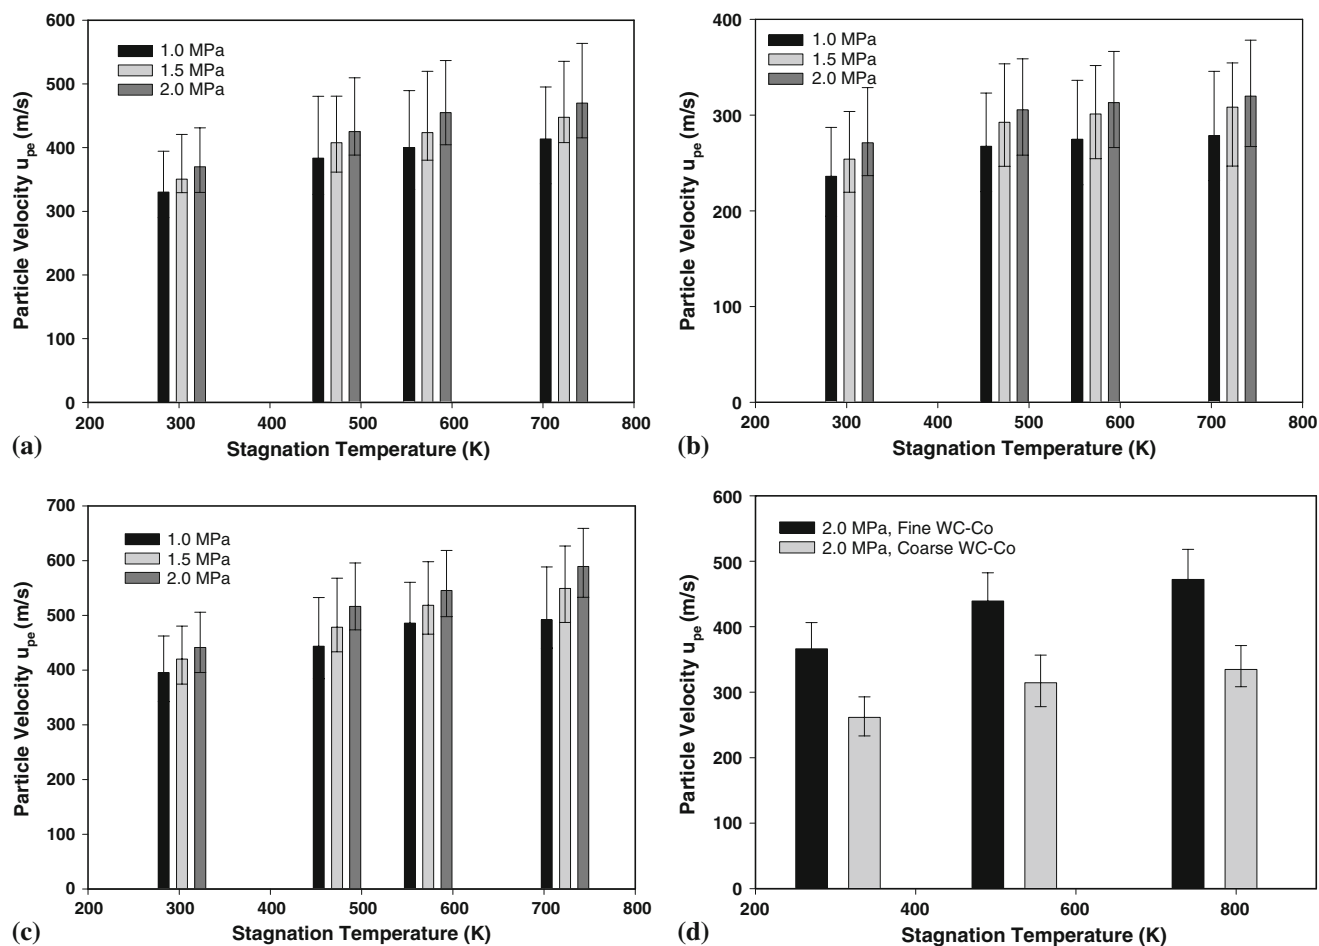 600
500
400
300
200
100
0
Particle Velocity u_pe (m/s)
1.0 MPa
1.5 MPa
2.0 MPa
200 300 400 500 600 700 800
Stagnation Temperature (K)
(a)
400
300
200
100
0
Particle Velocity u_pe (m/s)
1.0 MPa
1.5 MPa
2.0 MPa
200 300 400 500 600 700 800
Stagnation Temperature (K)
(b)
700
600
500
400
300
200
100
0
Particle Velocity u_pe (m/s)
1.0 MPa
1.5 MPa
2.0 MPa
200 300 400 500 600 700 800
Stagnation Temperature (K)
(c)
600
500
400
300
200
100
0
Particle Velocity u_pe (m/s)
2.0 MPa, Fine WC-Co
2.0 MPa, Coarse WC-Co
200 400 600 800
Stagnation Temperature (K)
(d)